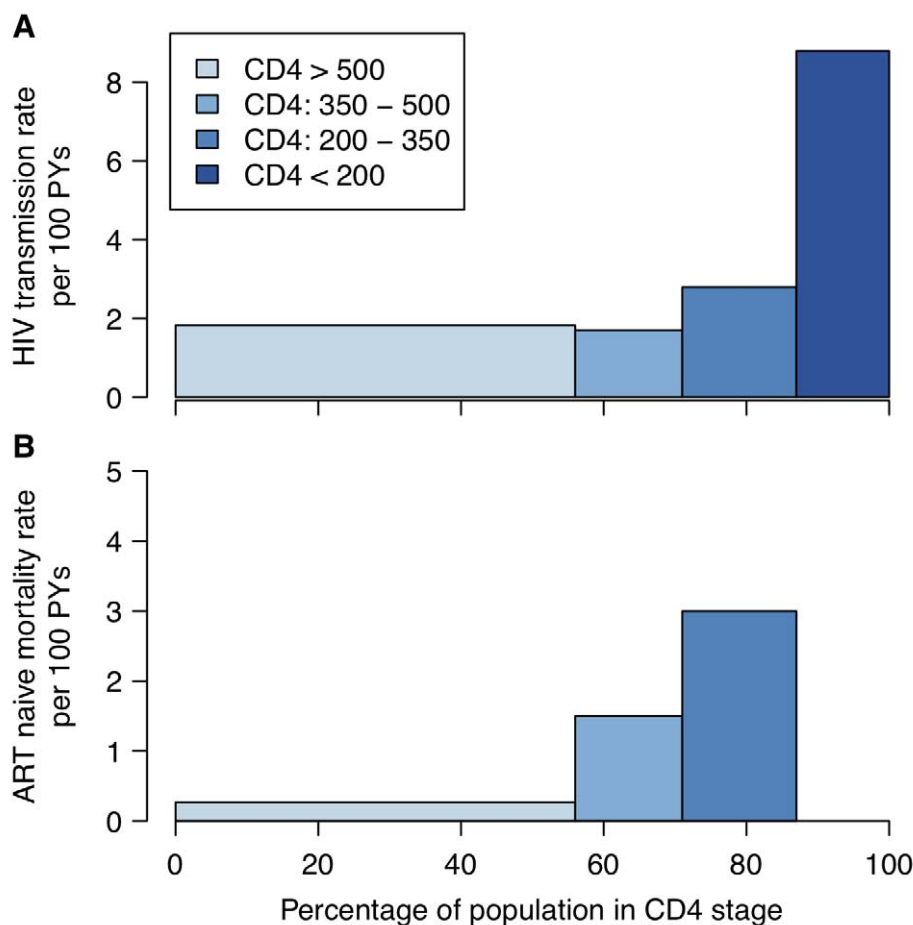 A
HIV transmission rate
per 100 PYs
8
6
4
2
0
CD4 > 500
CD4: 350 – 500
CD4: 200 – 350
CD4 < 200
B
ART naive mortality rate
per 100 PYs
5
4
3
2
1
0
0 20 40 60 80 100
Percentage of population in CD4 stage